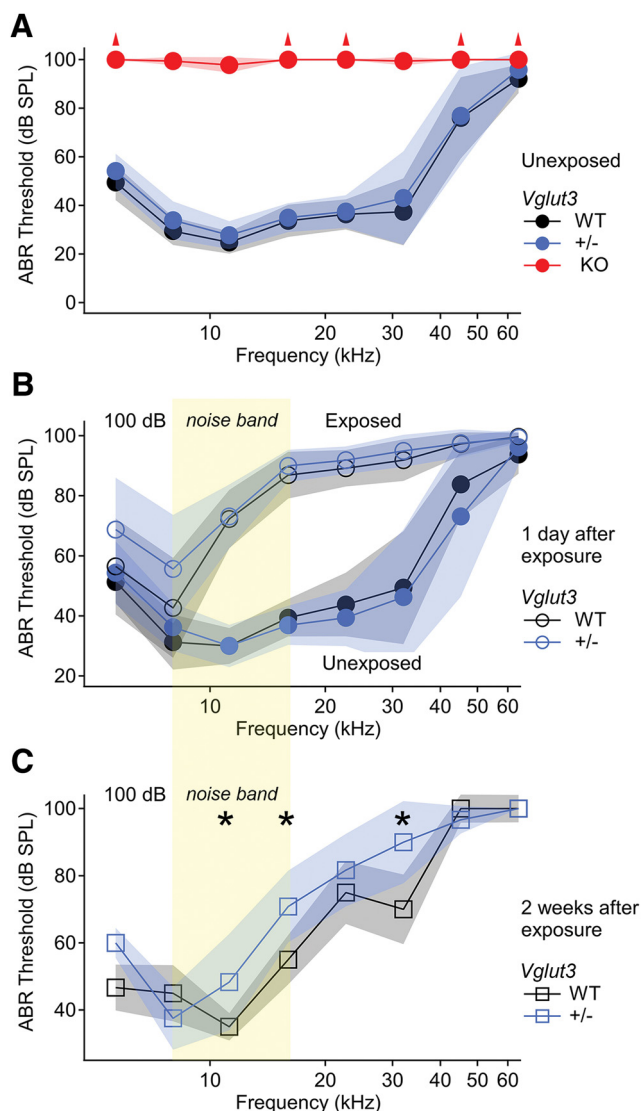 A
ABR Threshold (dB SPL)
100
80
60
40
20
0
10
20
30
40
50
60
Frequency (kHz)
Unexposed
Vglut3
WT
+/-
KO
B
100 dB
noise band
Exposed
ABR Threshold (dB SPL)
100
80
60
40
20
Unexposed
10
20
30
40
50
60
Frequency (kHz)
1 day after
exposure
Vglut3
WT
+/-
C
100 dB
noise band
* * *
ABR Threshold (dB SPL)
100
80
60
40
10
20
30
40
50
60
Frequency (kHz)
2 weeks after
exposure
Vglut3
WT
+/-